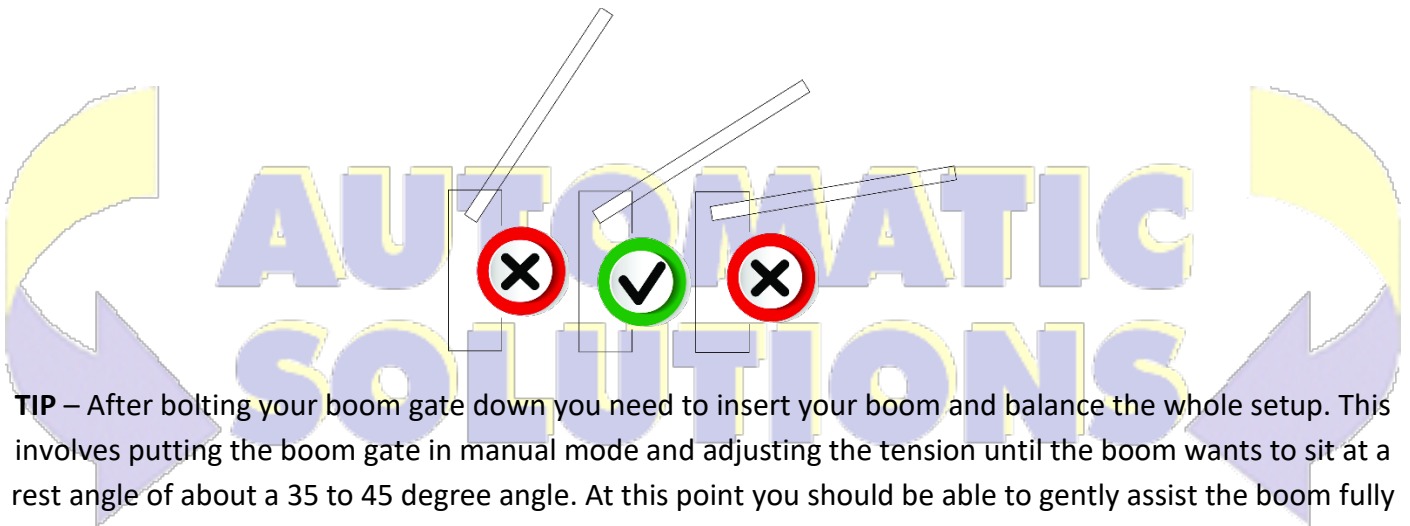 AUTOMATIC
SOLUTIONS
TIP – After bolting your boom gate down you need to insert your boom and balance the whole setup. This
involves putting the boom gate in manual mode and adjusting the tension until the boom wants to sit at a
rest angle of about a 35 to 45 degree angle. At this point you should be able to gently assist the boom fully